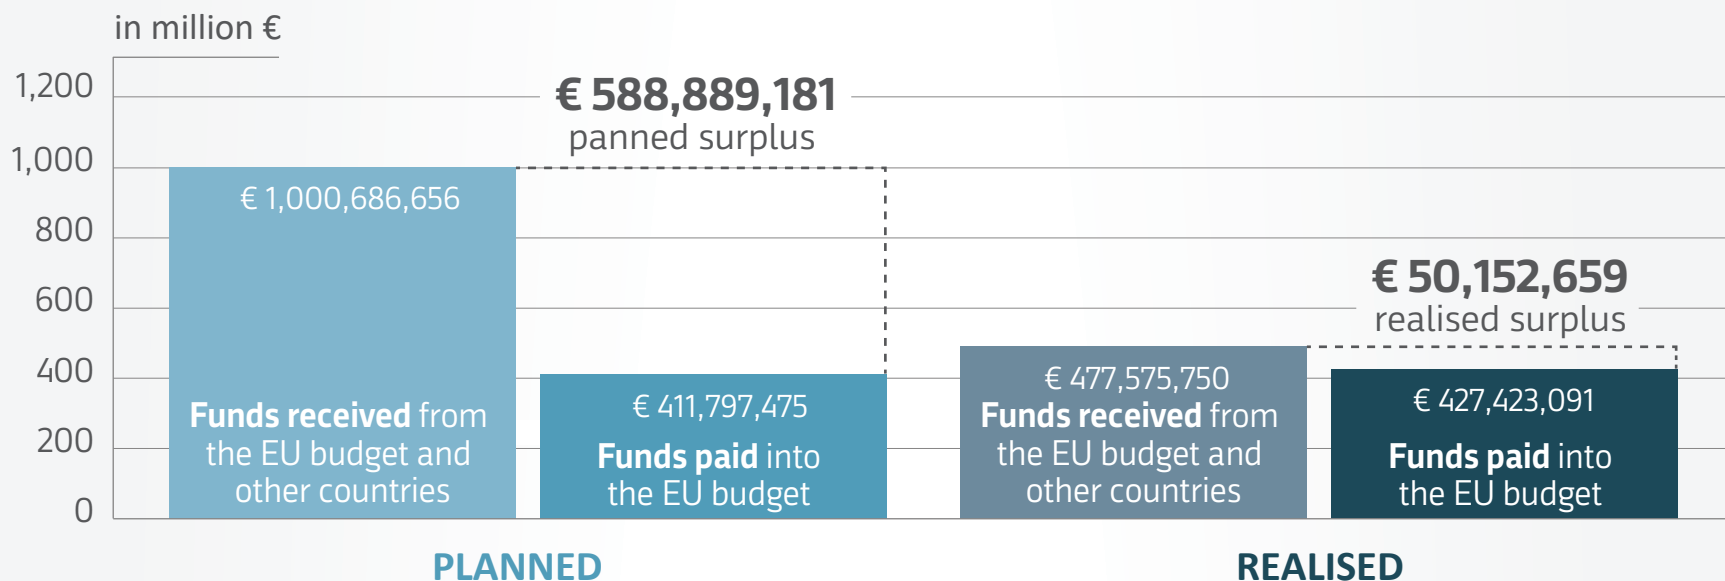 in million €
1,200
1,000
800
600
400
200
0
€ 588,889,181
panned surplus
€ 1,000,686,656
Funds received from
the EU budget and
other countries
€ 411,797,475
Funds paid into
the EU budget
PLANNED
€ 50,152,659
realised surplus
€ 477,575,750
Funds received from
the EU budget and
other countries
€ 427,423,091
Funds paid into
the EU budget
REALISED